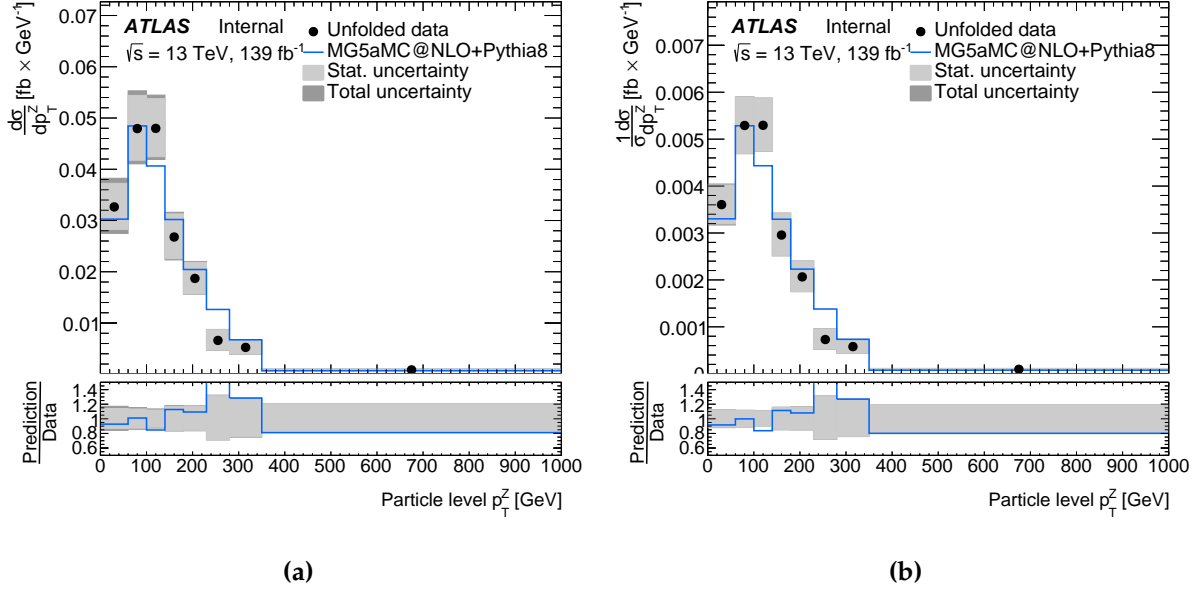 ATLAS Internal
√s = 13 TeV, 139 fb⁻¹
Unfolded data
MG5aMC@NLO+Pythia8
Stat. uncertainty
Total uncertainty
dσ/dp_T^Z [fb × GeV⁻¹]
0.07
0.06
0.05
0.04
0.03
0.02
0.01
Prediction
Data
1.4
1.2
1
0.8
0.6
0 100 200 300 400 500 600 700 800 900 1000
Particle level p_T^Z [GeV]
(a)
ATLAS Internal
√s = 13 TeV, 139 fb⁻¹
Unfolded data
MG5aMC@NLO+Pythia8
Stat. uncertainty
Total uncertainty
1/σ dσ/dp_T^Z [fb × GeV⁻¹]
0.007
0.006
0.005
0.004
0.003
0.002
0.001
0
Prediction
Data
1.4
1.2
1
0.8
0.6
0 100 200 300 400 500 600 700 800 900 1000
Particle level p_T^Z [GeV]
(b)